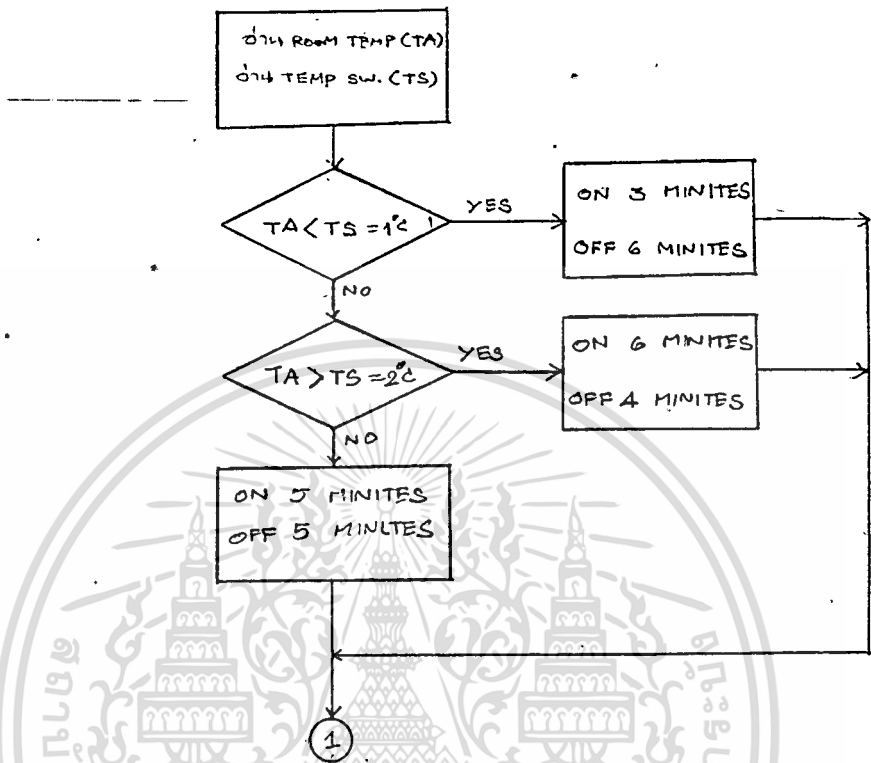 อ่าน ROOM TEMP (TA)
อ่าน TEMP SW. (TS)
TA < TS = 1°C
YES
ON 3 MINITES
OFF 6 MINITES
NO
TA > TS = 2°C
YES
ON 6 MINITES
OFF 4 MINITES
NO
ON 5 MINITES
OFF 5 MINITES
1